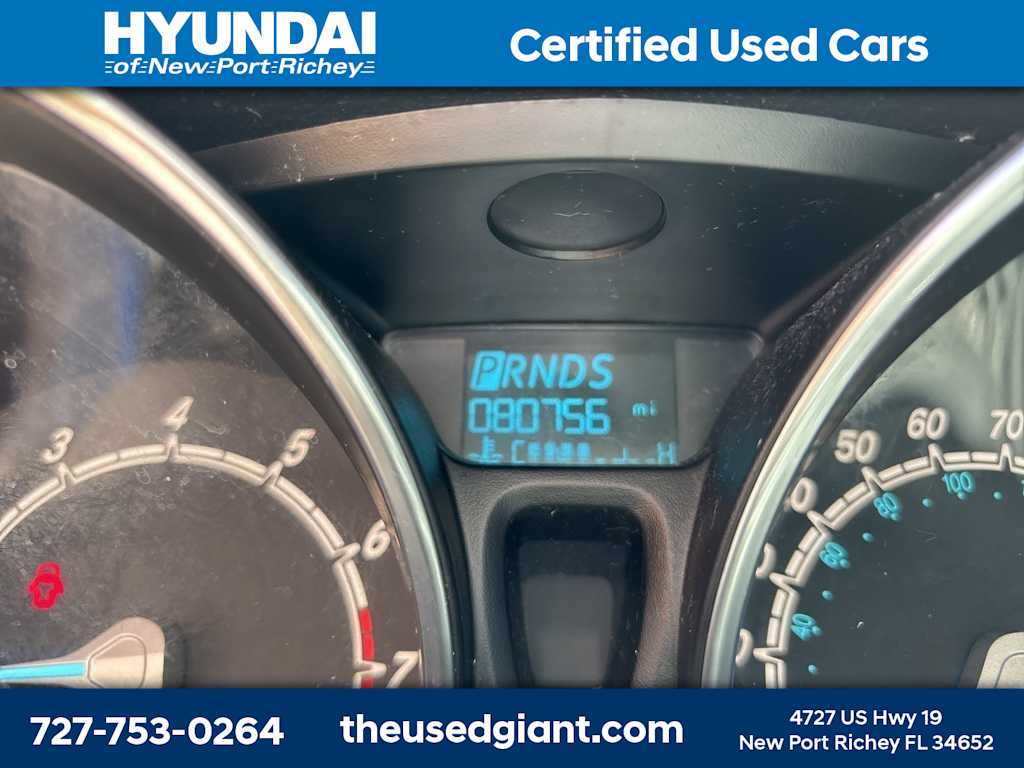 HYUNDAI
of New Port Richey
Certified Used Cars
PRNDS
080756 mi
C H
3 4 5 6 7
50 60 70
40 60 80 100
727-753-0264
theusedgiant.com
4727 US Hwy 19
New Port Richey FL 34652